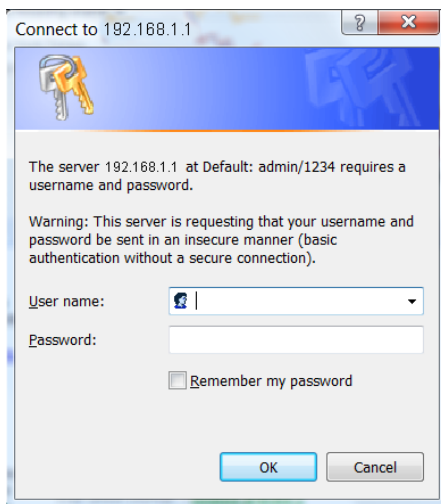 Connect to 192.168.1.1
The server 192.168.1.1 at Default: admin/1234 requires a
username and password.
Warning: This server is requesting that your username and
password be sent in an insecure manner (basic
authentication without a secure connection).
User name:
Password:
Remember my password
OK Cancel